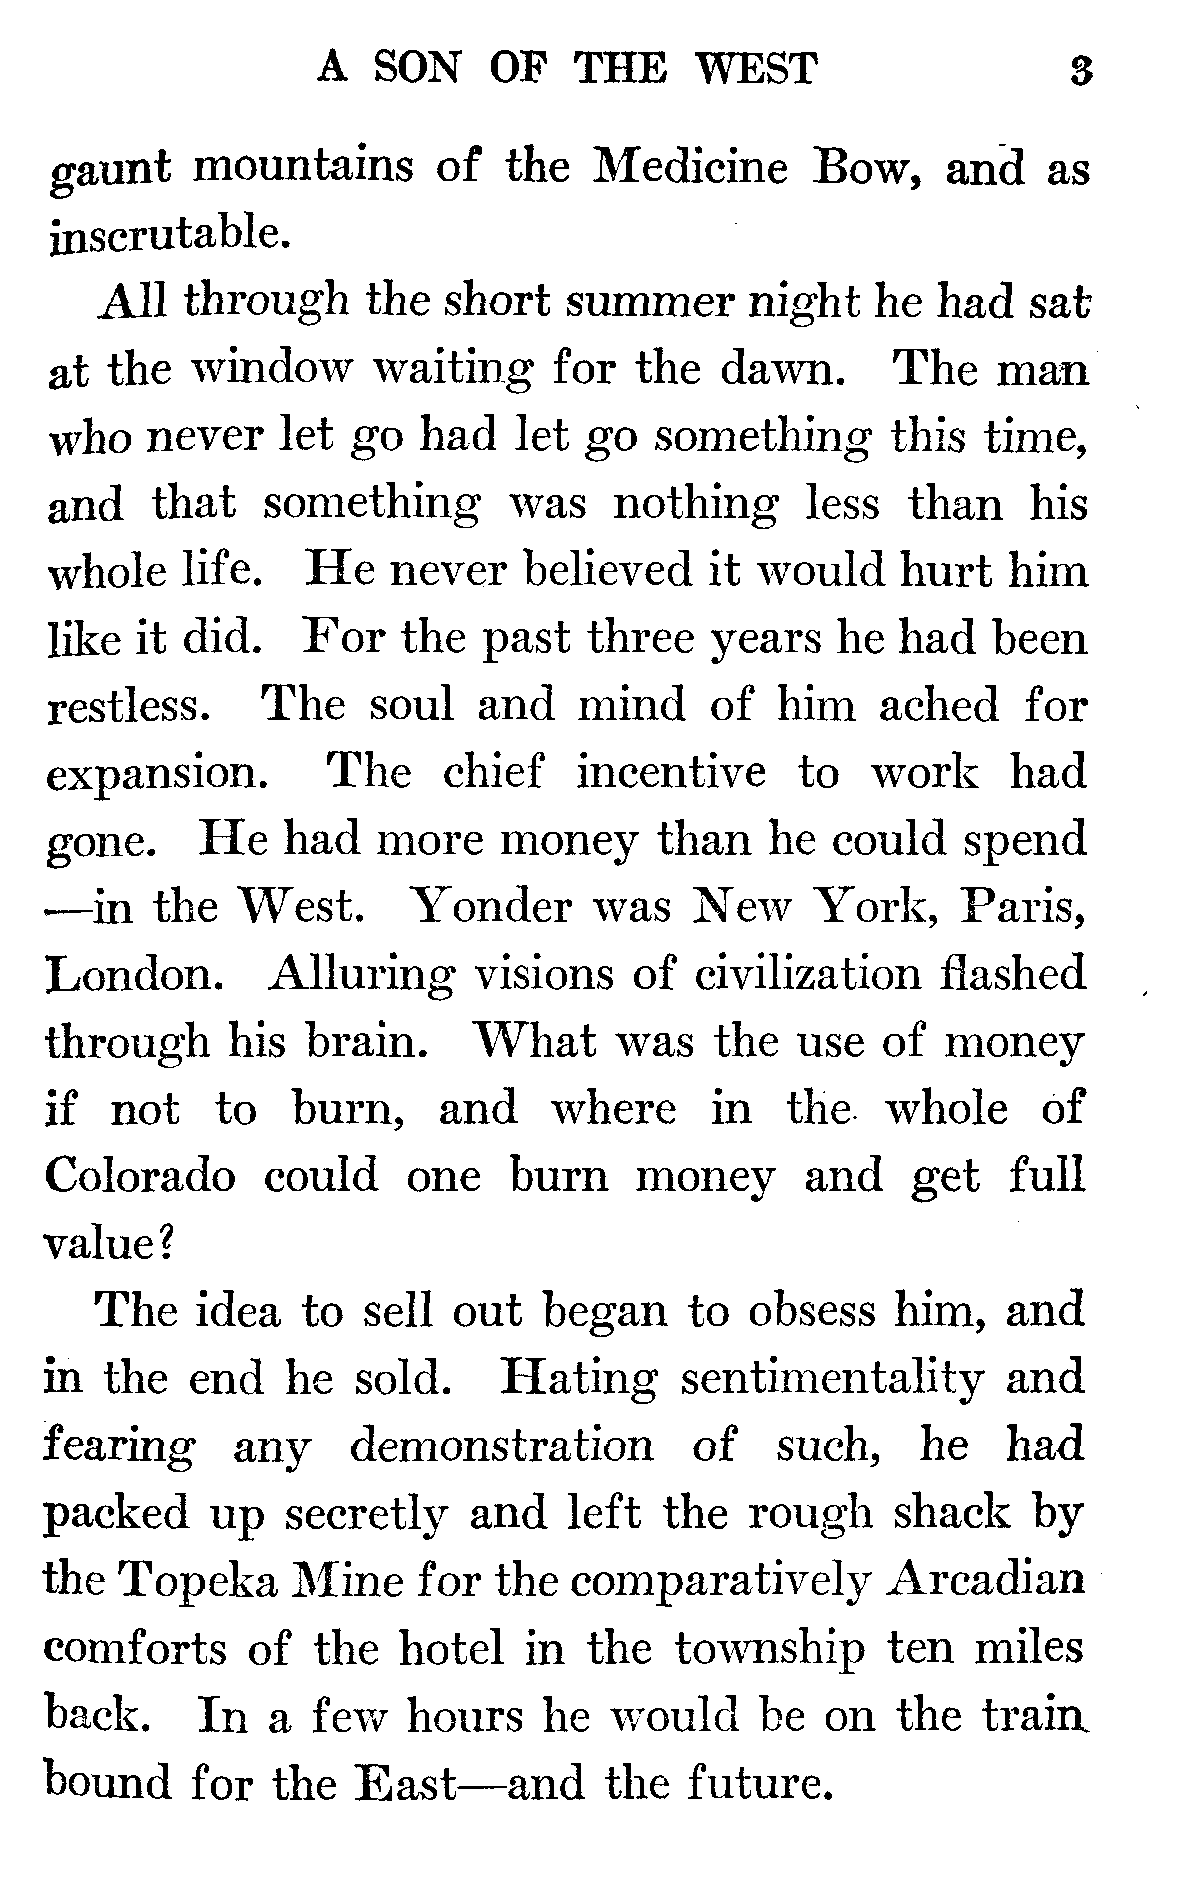 A SON OF THE WEST 3
gaunt mountains of the Medicine Bow, and as
inscrutable.
All through the short summer night he had sat
at the window waiting for the dawn. The man
who never let go had let go something this time,
and that something was nothing less than his
whole life. He never believed it would hurt him
like it did. For the past three years he had been
restless. The soul and mind of him ached for
expansion. The chief incentive to work had
gone. He had more money than he could spend
—in the West. Yonder was New York, Paris,
London. Alluring visions of civilization flashed
through his brain. What was the use of money
if not to burn, and where in the whole of
Colorado could one burn money and get full
value?
The idea to sell out began to obsess him, and
in the end he sold. Hating sentimentality and
fearing any demonstration of such, he had
packed up secretly and left the rough shack by
the Topeka Mine for the comparatively Arcadian
comforts of the hotel in the township ten miles
back. In a few hours he would be on the train
bound for the East—and the future.